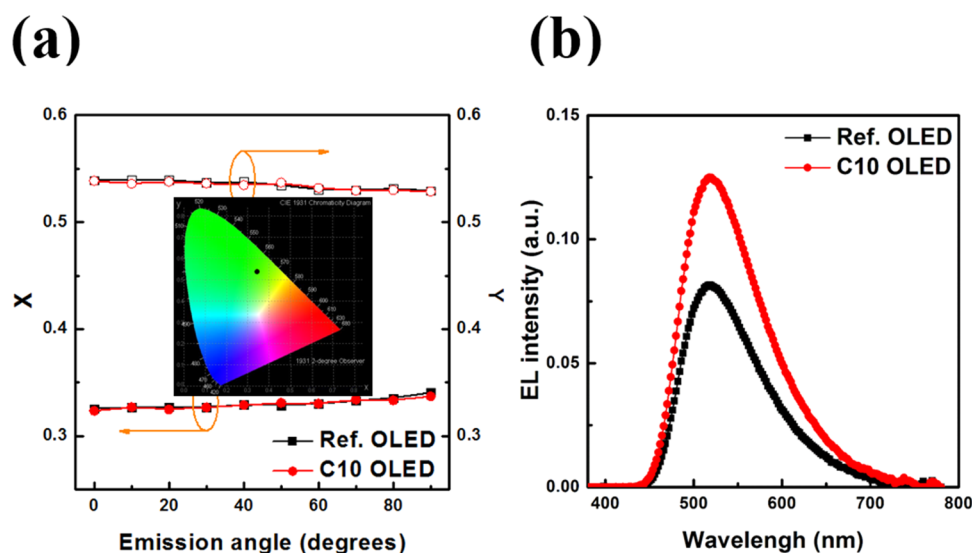 (a)
(b)
0.6
0.5
0.4
0.3
X
0.6
0.5
0.4
0.3
Y
CIE 1931 Chromaticity Diagram
1931 2-degree Observer
Ref. OLED
C10 OLED
0
20
40
60
80
Emission angle (degrees)
0.15
0.10
0.05
0.00
EL intensity (a.u.)
Ref. OLED
C10 OLED
400
500
600
700
800
Wavelengh (nm)